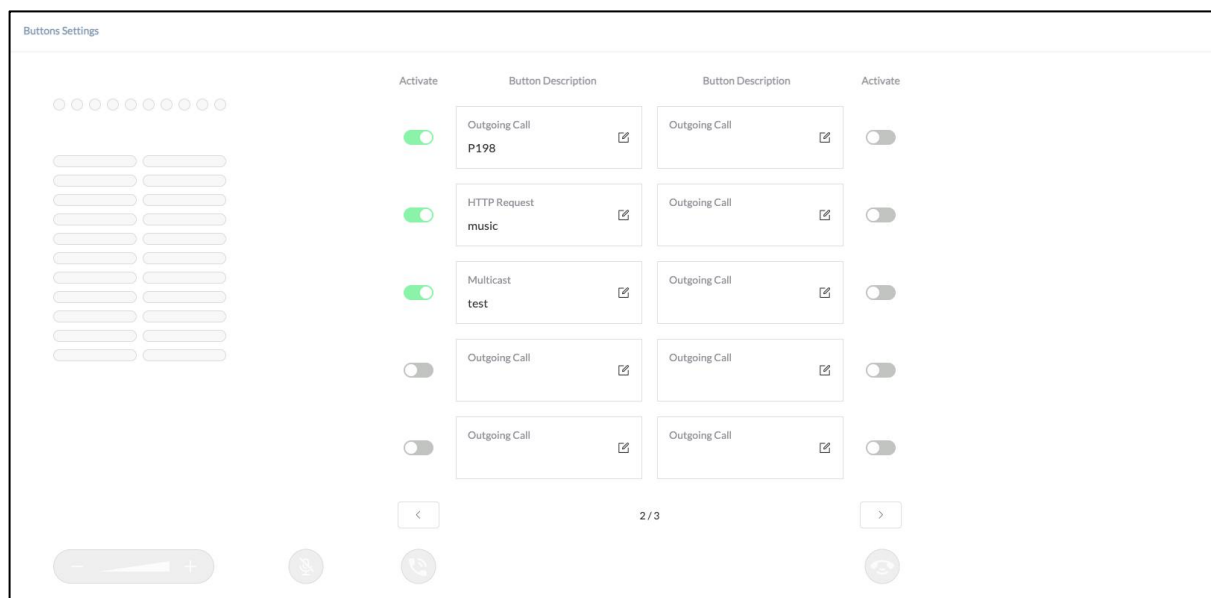 Buttons Settings
Activate Button Description Button Description Activate
Outgoing Call Outgoing Call
P198
HTTP Request Outgoing Call
music
Multicast Outgoing Call
test
Outgoing Call Outgoing Call
Outgoing Call Outgoing Call
< 2 / 3 >
− +